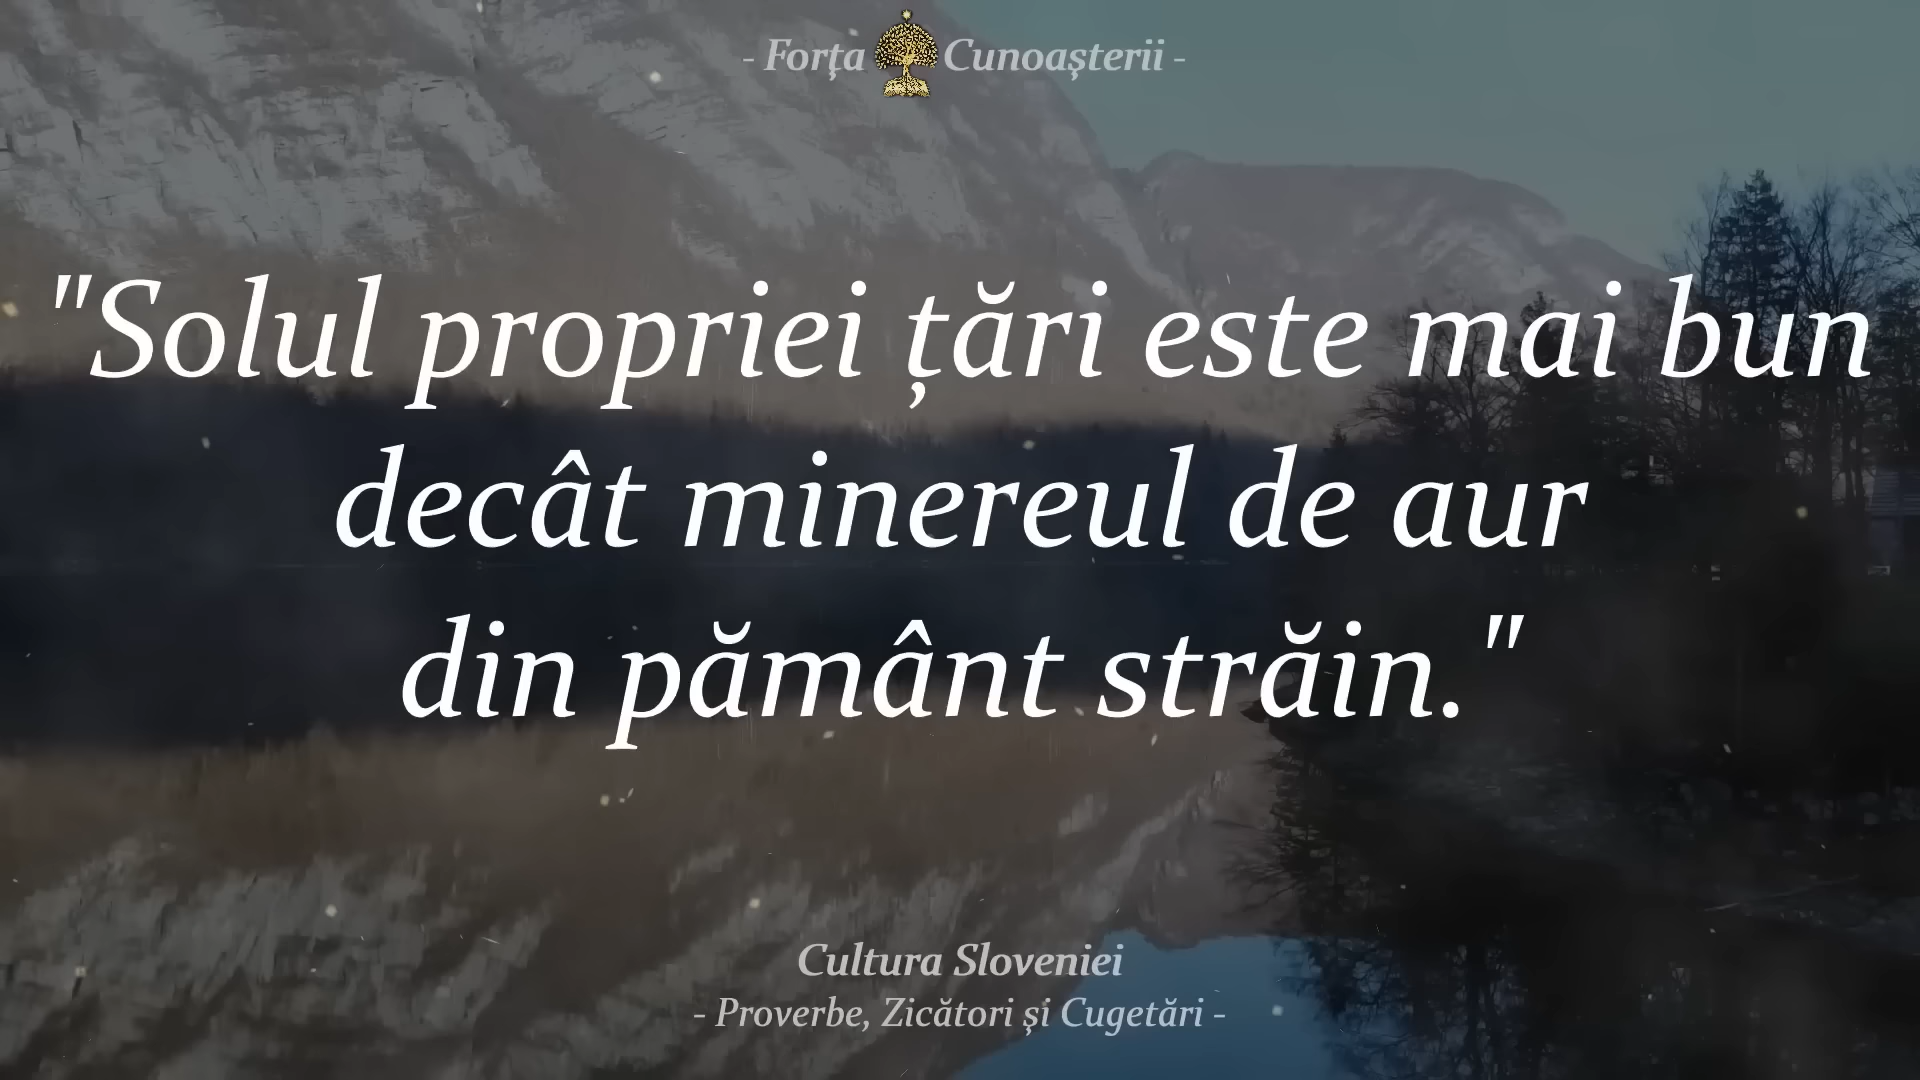 - Forța Cunoașterii -
"Solul propriei țări este mai bun
decât minereul de aur
din pământ străin."
Cultura Sloveniei
- Proverbe, Zicători și Cugetări -